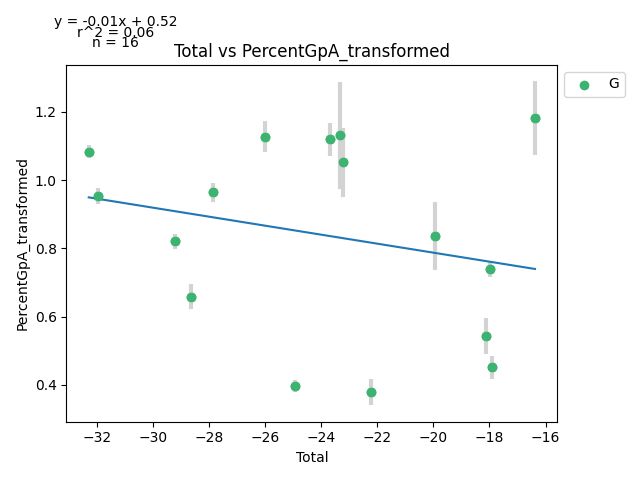 y = -0.01x + 0.52
r^2 = 0.06
n = 16
Total vs PercentGpA_transformed
G
PercentGpA_transformed
1.2
1.0
0.8
0.6
0.4
−32 −30 −28 −26 −24 −22 −20 −18 −16
Total